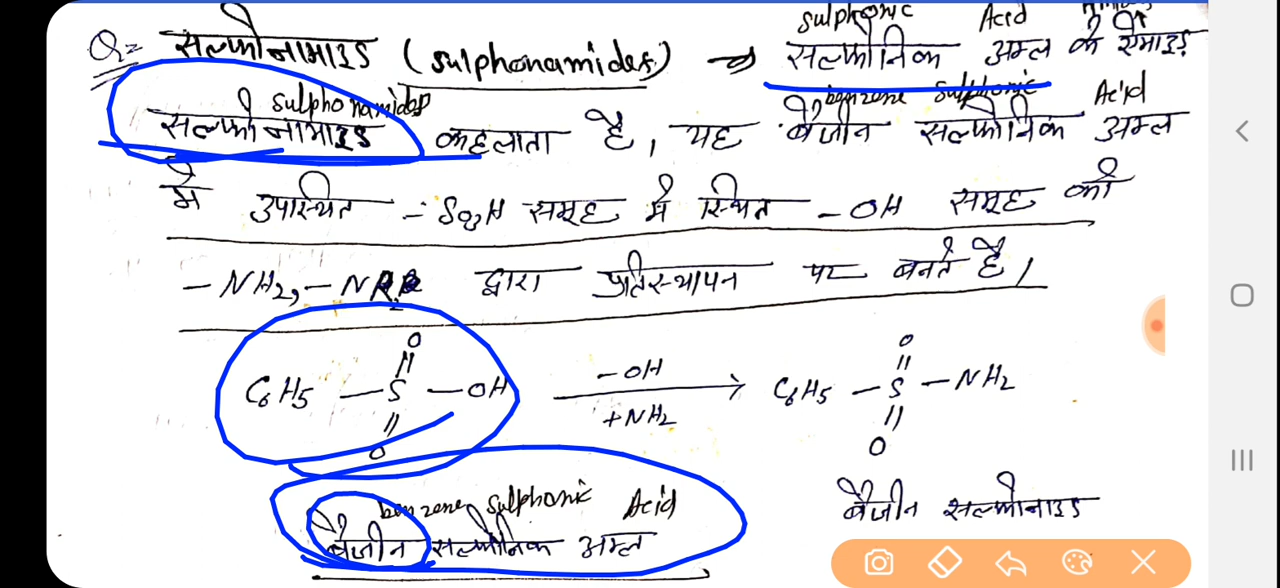 sulphonic Acid
Q= सल्फोनामाइड (sulphonamides) → सल्फोनिक अम्ल के ऐमाइड
sulphonamides benzene sulphonic Acid
सल्फोनामाइड कहलाता है, यह बेंजीन सल्फोनिक अम्ल
मे उपस्थित -SO3H समूह मे स्थित -OH समूह को
-NH2, -NR2 द्वारा प्रतिस्थापन पर बनते है।
O O
C6H5 - S - OH -OH +NH2 → C6H5 - S - NH2
O O
benzene sulphonic Acid
बेंजीन सल्फोनिक अम्ल बेंजीन सल्फोनाइड